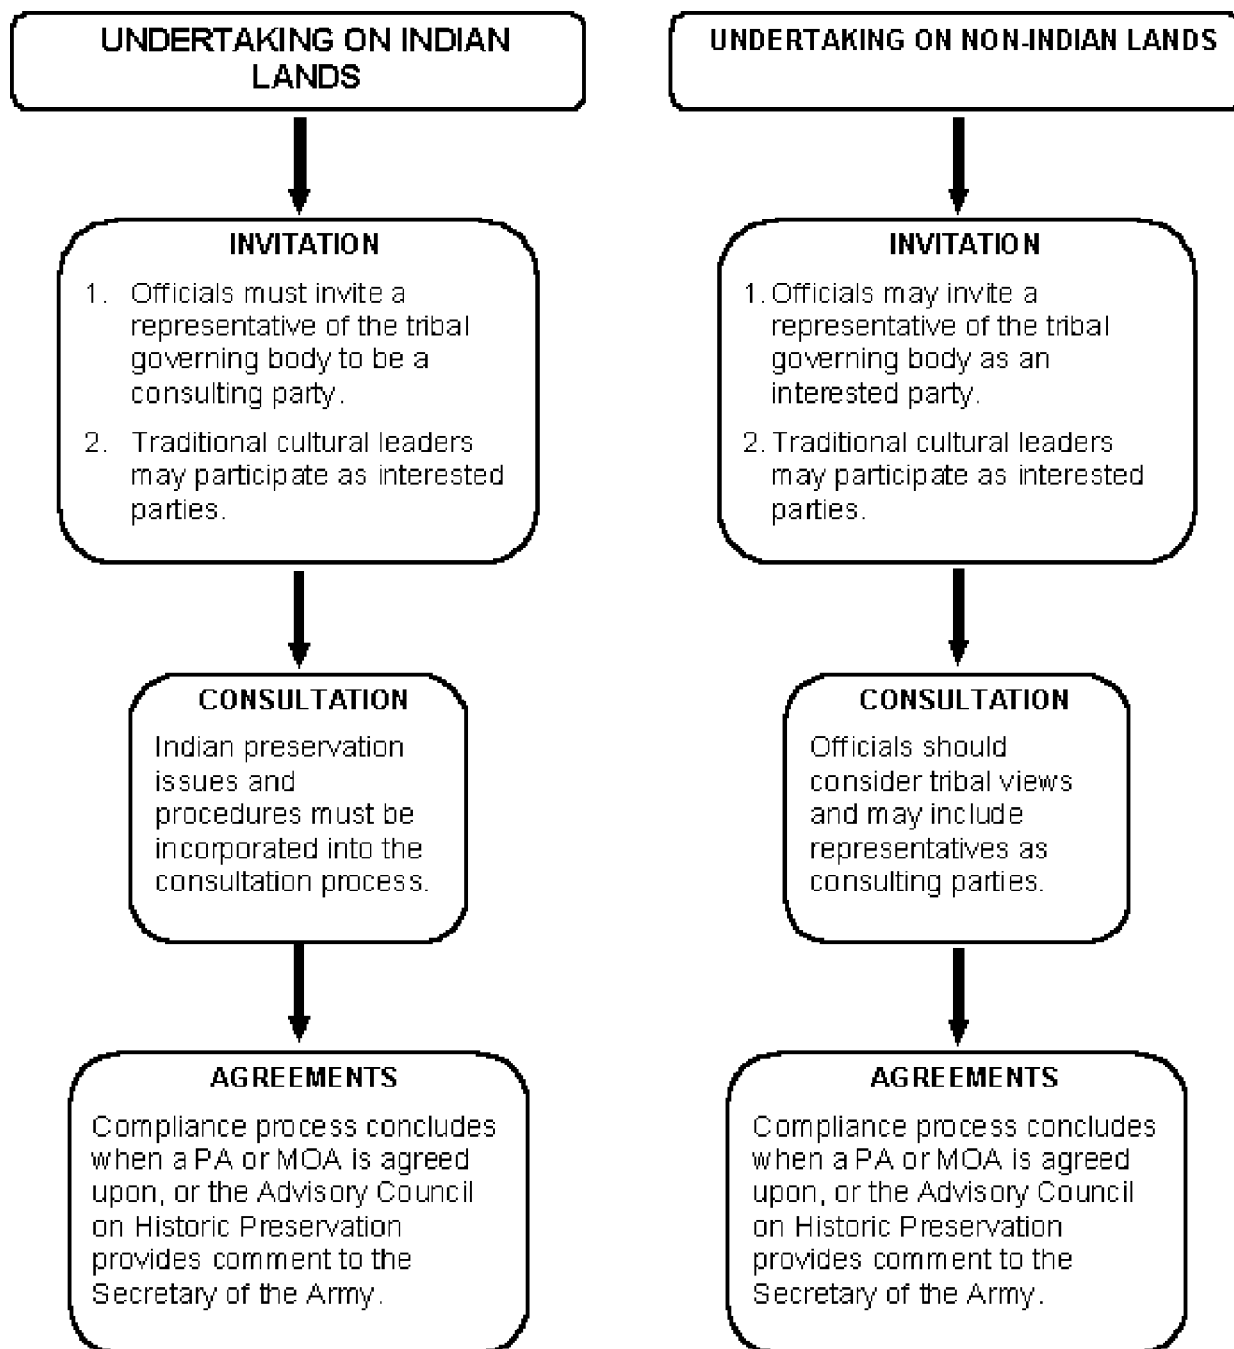 UNDERTAKING ON INDIAN
LANDS
INVITATION
1. Officials must invite a
representative of the tribal
governing body to be a
consulting party.
2. Traditional cultural leaders
may participate as interested
parties.
CONSULTATION
Indian preservation
issues and
procedures must be
incorporated into the
consultation process.
AGREEMENTS
Compliance process concludes
when a PA or MOA is agreed
upon, or the Advisory Council
on Historic Preservation
provides comment to the
Secretary of the Army.
UNDERTAKING ON NON-INDIAN LANDS
INVITATION
1. Officials may invite a
representative of the tribal
governing body as an
interested party.
2. Traditional cultural leaders
may participate as interested
parties.
CONSULTATION
Officials should
consider tribal views
and may include
representatives as
consulting parties.
AGREEMENTS
Compliance process concludes
when a PA or MOA is agreed
upon, or the Advisory Council
on Historic Preservation
provides comment to the
Secretary of the Army.